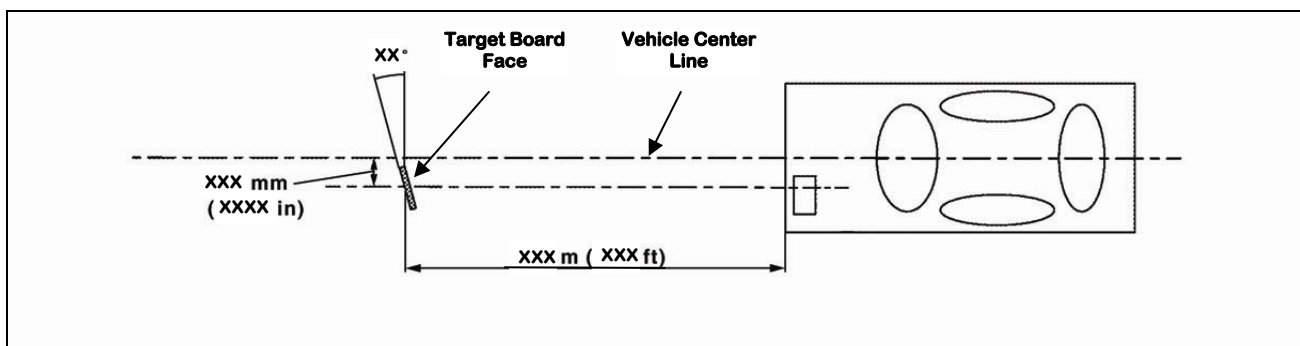 Target Board
Face
Vehicle Center
Line
XX°
XXX mm
( XXXX in)
XXX m ( XXX ft)